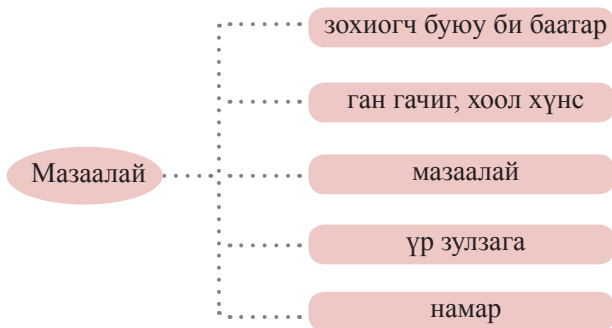 зохиогч буюу би баатар
ган гачиг, хоол хүнс
Мазаалай
мазаалай
үр зулзага
намар